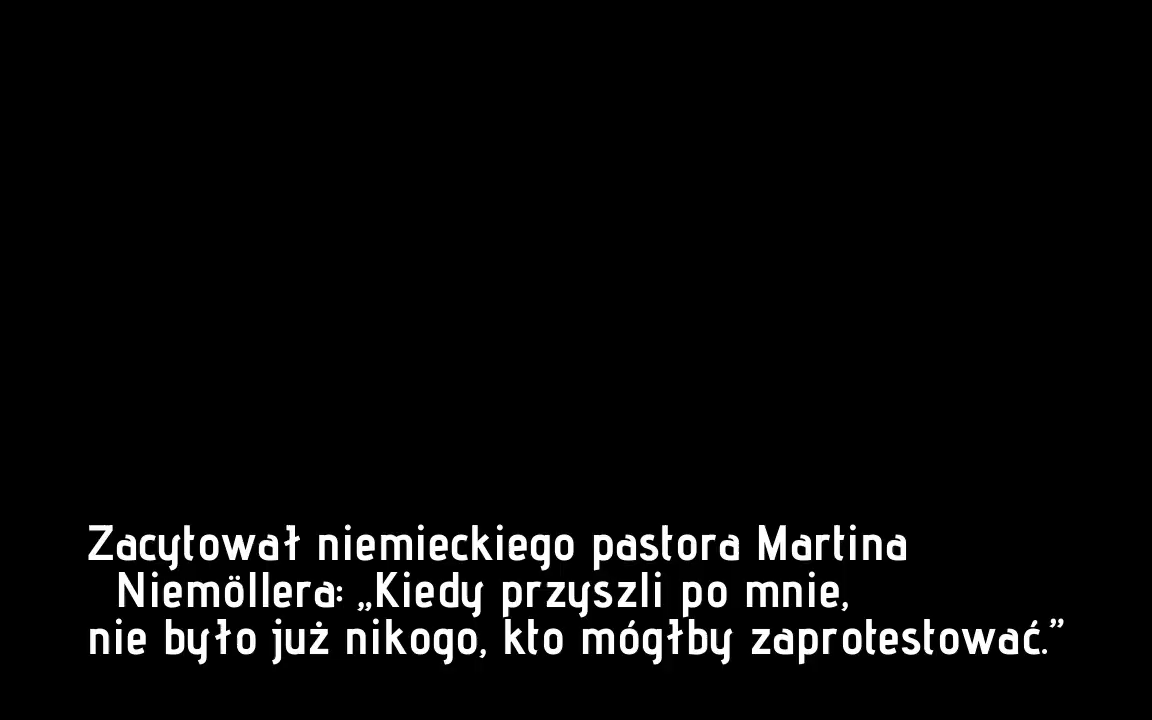 Zacytował niemieckiego pastora Martina
Niemöllera: „Kiedy przyszli po mnie,
nie było już nikogo, kto mógłby zaprotestować.”